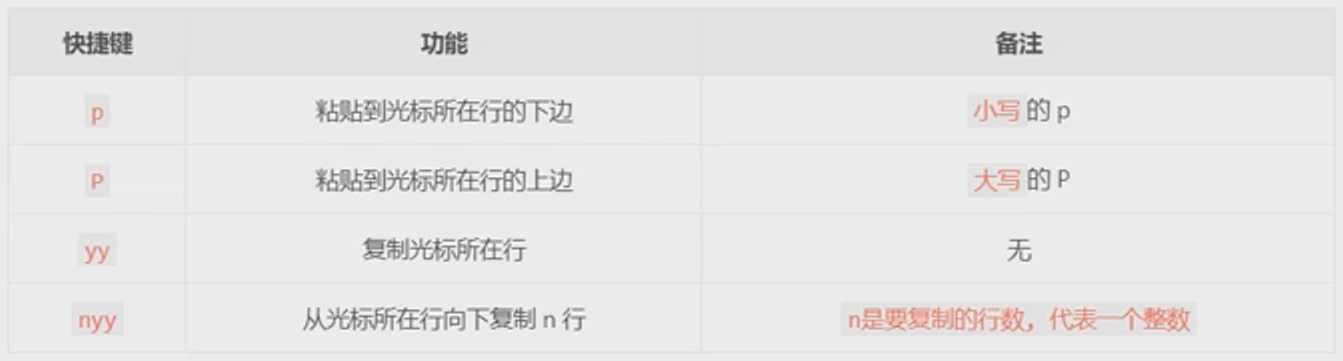 快捷键 功能 备注
p 粘贴到光标所在行的下边 小写 的 p
P 粘贴到光标所在行的上边 大写 的 P
yy 复制光标所在行 无
nyy 从光标所在行向下复制 n 行 n是要复制的行数，代表一个整数